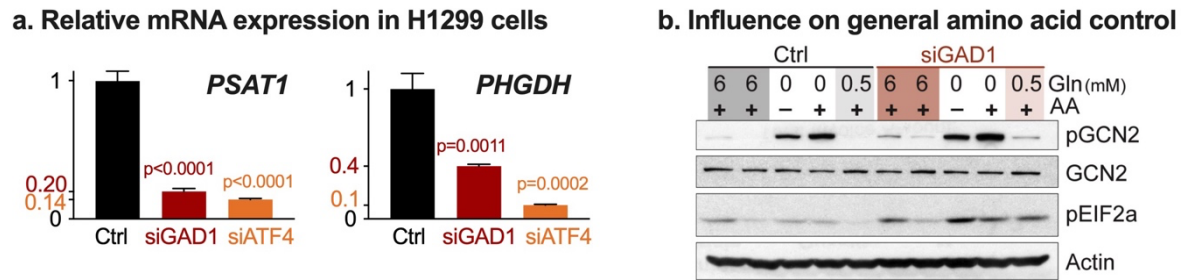 a. Relative mRNA expression in H1299 cells
1
0.20
0.14
0
PSAT1
p<0.0001
p<0.0001
Ctrl siGAD1 siATF4
1
0.4
0.1
0
PHGDH
p=0.0011
p=0.0002
Ctrl siGAD1 siATF4
b. Influence on general amino acid control
Ctrl siGAD1
6 6 0 0 0.5 6 6 0 0 0.5 Gln(mM)
+ + − + + + + − + + AA
pGCN2
GCN2
pEIF2a
Actin